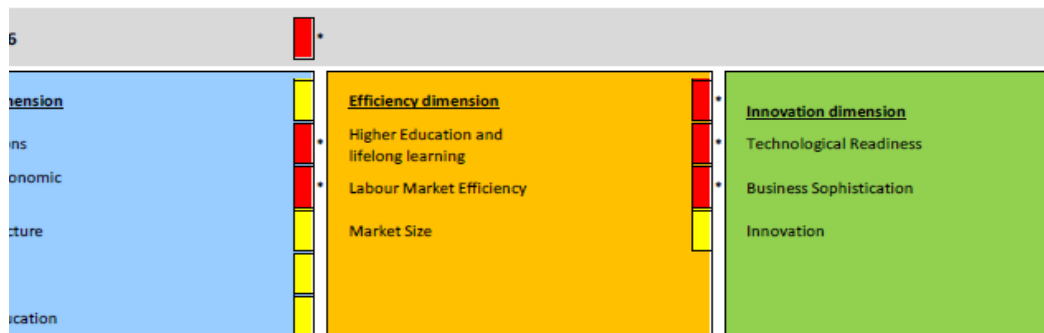 6 *
mension
ons *
onomic *
cture
ucation
Efficiency dimension *
Higher Education and *
lifelong learning
Labour Market Efficiency *
Market Size
Innovation dimension
Technological Readiness
Business Sophistication
Innovation